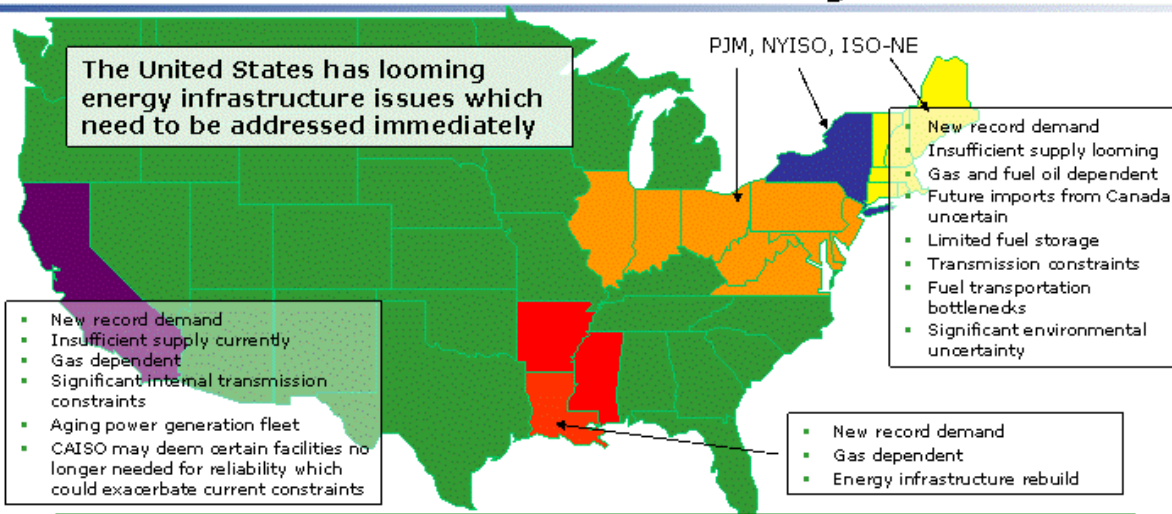 The United States has looming
energy infrastructure issues which
need to be addressed immediately
PJM, NYISO, ISO-NE
New record demand
Insufficient supply looming
Gas and fuel oil dependent
Future imports from Canada
uncertain
Limited fuel storage
Transmission constraints
Fuel transportation
bottlenecks
Significant environmental
uncertainty
New record demand
Insufficient supply currently
Gas dependent
Significant internal transmission
constraints
Aging power generation fleet
CAISO may deem certain facilities no
longer needed for reliability which
could exacerbate current constraints
New record demand
Gas dependent
Energy infrastructure rebuild